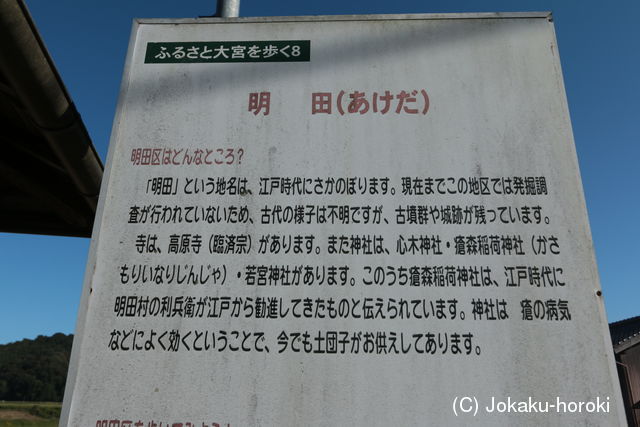 ふるさと大宮を歩く8
明 田(あけだ)
明田区はどんなところ?
「明田」という地名は、江戸時代にさかのぼります。現在までこの地区では発掘調
査が行われていないため、古代の様子は不明ですが、古墳群や城跡が残っています。
寺は、高原寺(臨済宗)があります。また神社は、心木神社・瘡森稲荷神社(かさ
もりいなりじんじゃ)・若宮神社があります。このうち瘡森稲荷神社は、江戸時代に
明田村の利兵衛が江戸から勧進してきたものと伝えられています。神社は 瘡の病気
などによく効くということで、今でも土団子がお供えしてあります。
(C) Jokaku-horoki